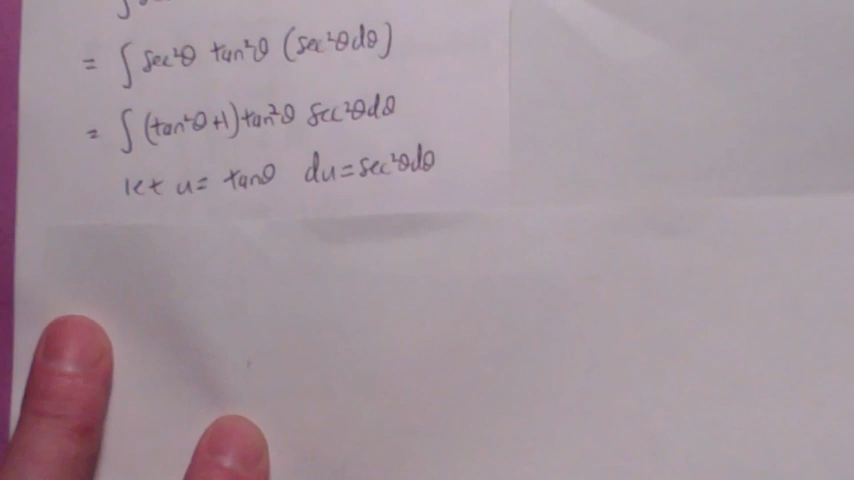 = ∫ sec²θ tan²θ (sec²θdθ)
= ∫ (tan²θ+1)tan²θ sec²θdθ
let u = tanθ du = sec²θdθ